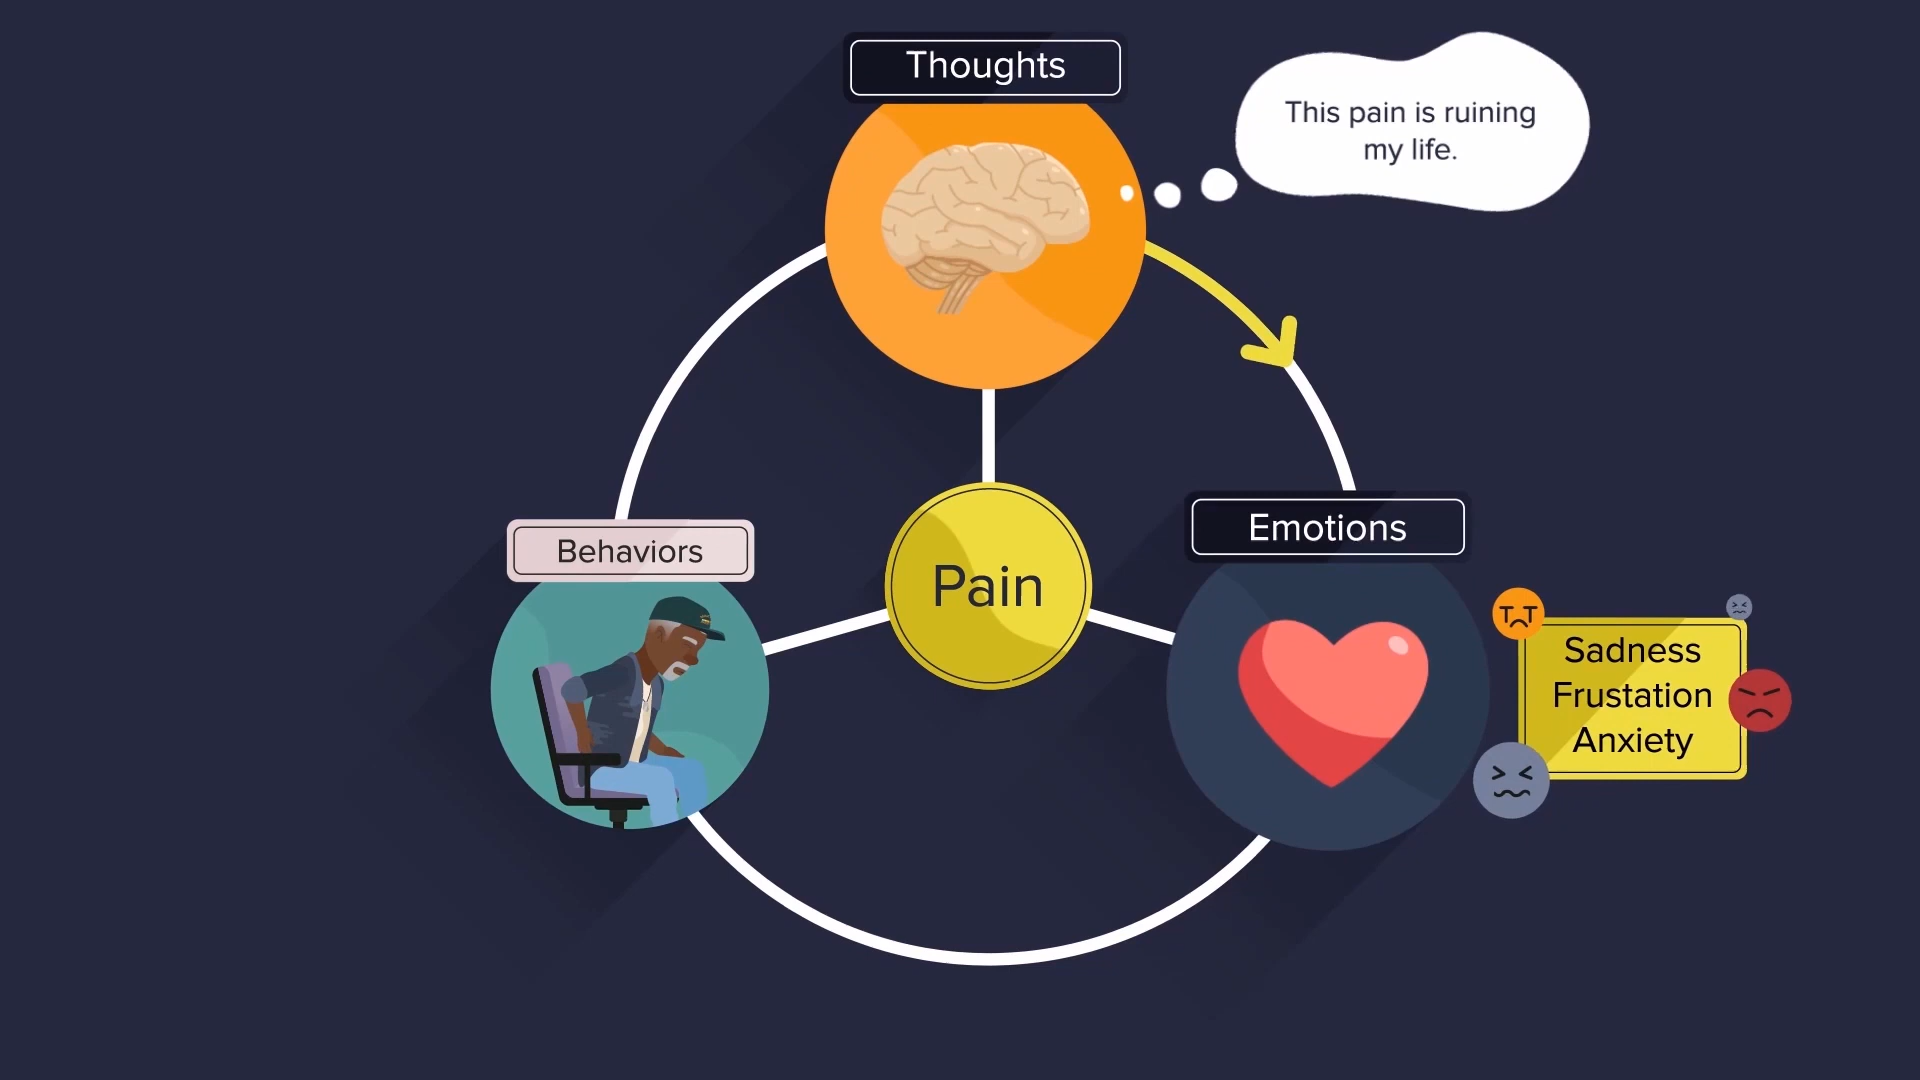 Thoughts
This pain is ruining
my life.
Behaviors
Pain
Emotions
Sadness
Frustation
Anxiety